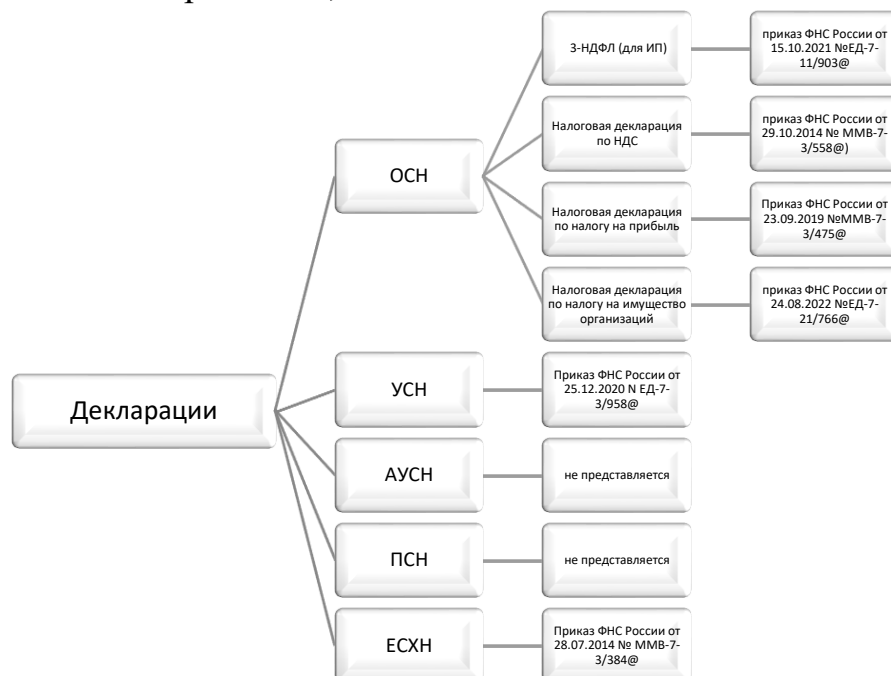 Декларации
ОСН
3-НДФЛ (для ИП)
приказ ФНС России от
15.10.2021 №ЕД-7-
11/903@
Налоговая декларация
по НДС
приказ ФНС России от
29.10.2014 № ММВ-7-
3/558@)
Налоговая декларация
по налогу на прибыль
Приказ ФНС России от
23.09.2019 №ММВ-7-
3/475@
Налоговая декларация
по налогу на имущество
организаций
приказ ФНС России от
24.08.2022 №ЕД-7-
21/766@
УСН
Приказ ФНС России от
25.12.2020 N ЕД-7-
3/958@
АУСН
не представляется
ПСН
не представляется
ЕСХН
Приказ ФНС России от
28.07.2014 № ММВ-7-
3/384@